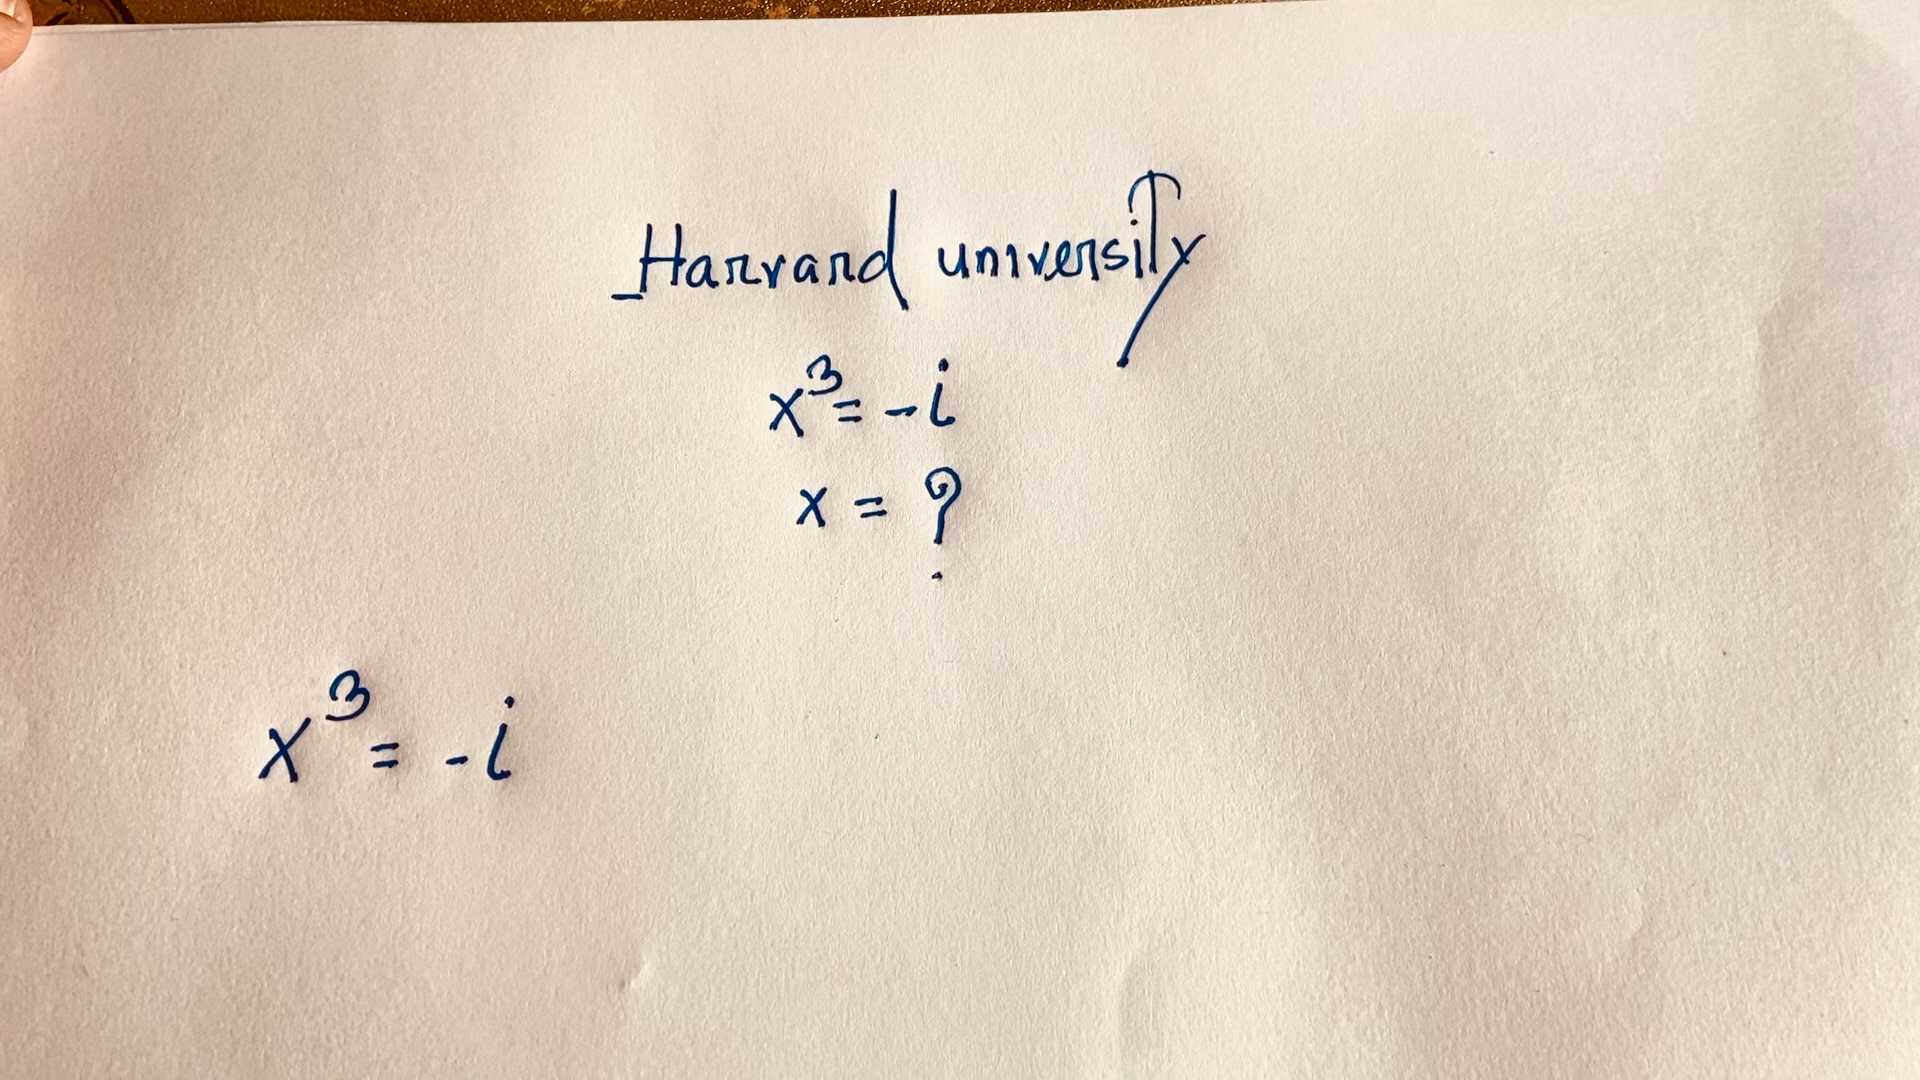 Harvard university
x³ = -i
x = ?
x³ = -i